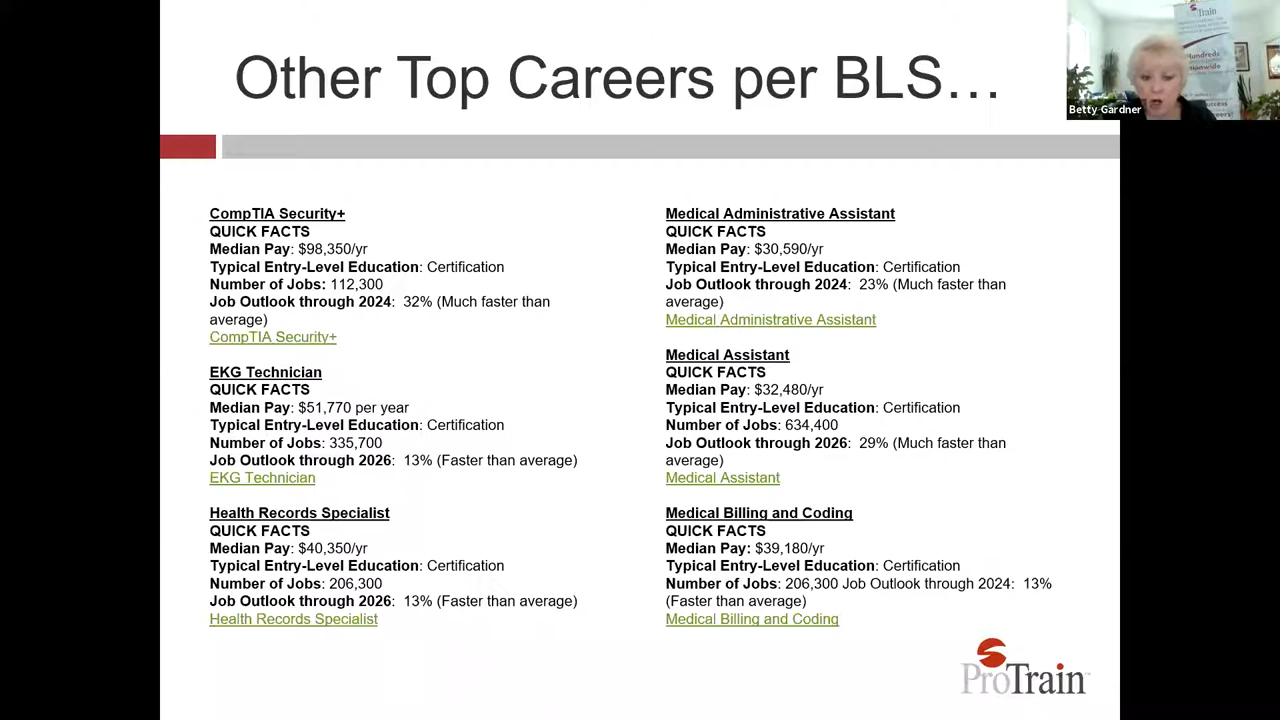 Other Top Careers per BLS…
CompTIA Security+
QUICK FACTS
Median Pay: $98,350/yr
Typical Entry-Level Education: Certification
Number of Jobs: 112,300
Job Outlook through 2024:  32% (Much faster than
average)
CompTIA Security+
EKG Technician
QUICK FACTS
Median Pay: $51,770 per year
Typical Entry-Level Education: Certification
Number of Jobs: 335,700
Job Outlook through 2026:  13% (Faster than average)
EKG Technician
Health Records Specialist
QUICK FACTS
Median Pay: $40,350/yr
Typical Entry-Level Education: Certification
Number of Jobs: 206,300
Job Outlook through 2026:  13% (Faster than average)
Health Records Specialist
Medical Administrative Assistant
QUICK FACTS
Median Pay: $30,590/yr
Typical Entry-Level Education: Certification
Job Outlook through 2024:  23% (Much faster than
average)
Medical Administrative Assistant
Medical Assistant
QUICK FACTS
Median Pay: $32,480/yr
Typical Entry-Level Education: Certification
Number of Jobs: 634,400
Job Outlook through 2026:  29% (Much faster than
average)
Medical Assistant
Medical Billing and Coding
QUICK FACTS
Median Pay: $39,180/yr
Typical Entry-Level Education: Certification
Number of Jobs: 206,300 Job Outlook through 2024:  13%
(Faster than average)
Medical Billing and Coding
ProTrain
Betty Gardner